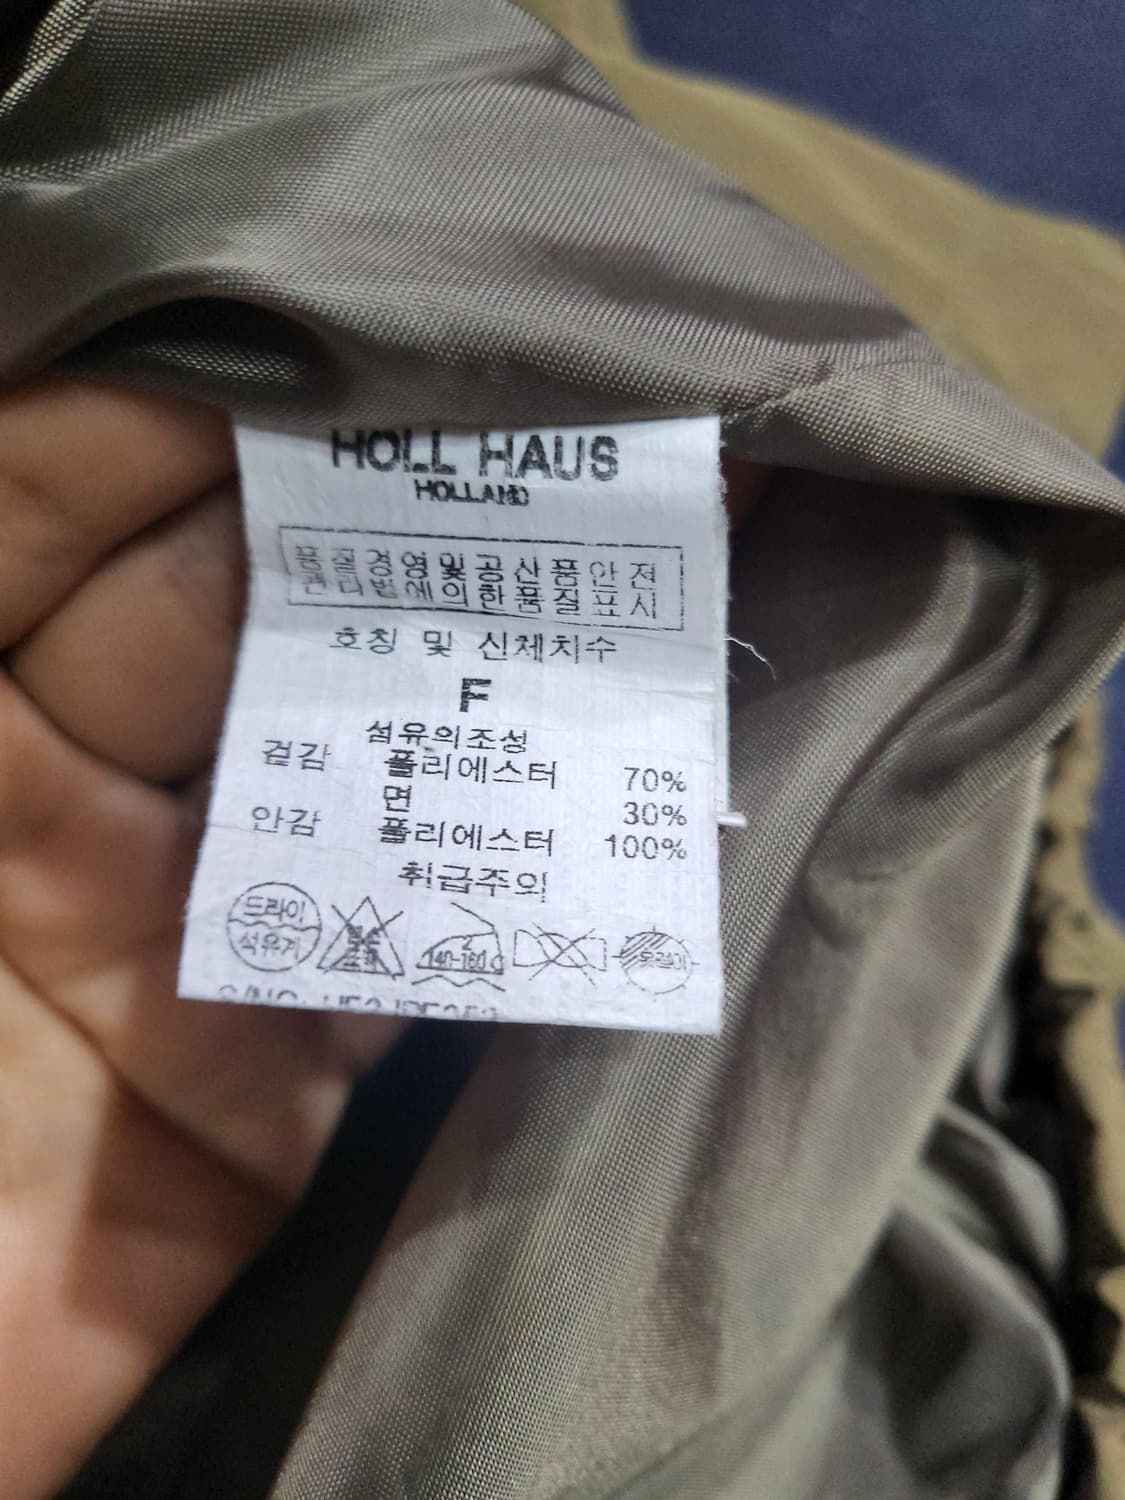 HOLL HAUS
HOLLAND
품질경영및공산품안전
관리법에의한품질표시
호칭 및 신체치수
F
섬유의조성
겉감 폴리에스터 70%
면 30%
안감 폴리에스터 100%
취급주의
드라이
석유계
140-160℃
옷걸이